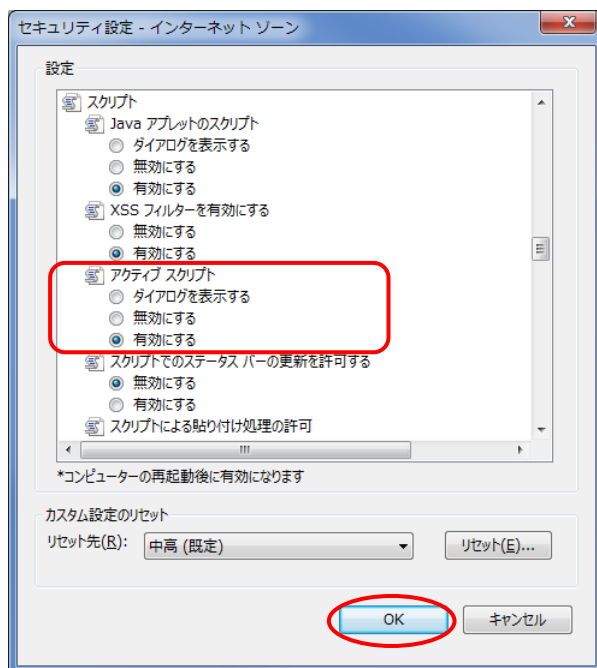 セキュリティ設定 - インターネット ゾーン
設定
スクリプト
Java アプレットのスクリプト
ダイアログを表示する
無効にする
有効にする
XSS フィルターを有効にする
無効にする
有効にする
アクティブ スクリプト
ダイアログを表示する
無効にする
有効にする
スクリプトでのステータス バーの更新を許可する
無効にする
有効にする
スクリプトによる貼り付け処理の許可
*コンピューターの再起動後に有効になります
カスタム設定のリセット
リセット先(R): 中高 (既定) リセット(E)...
OK キャンセル